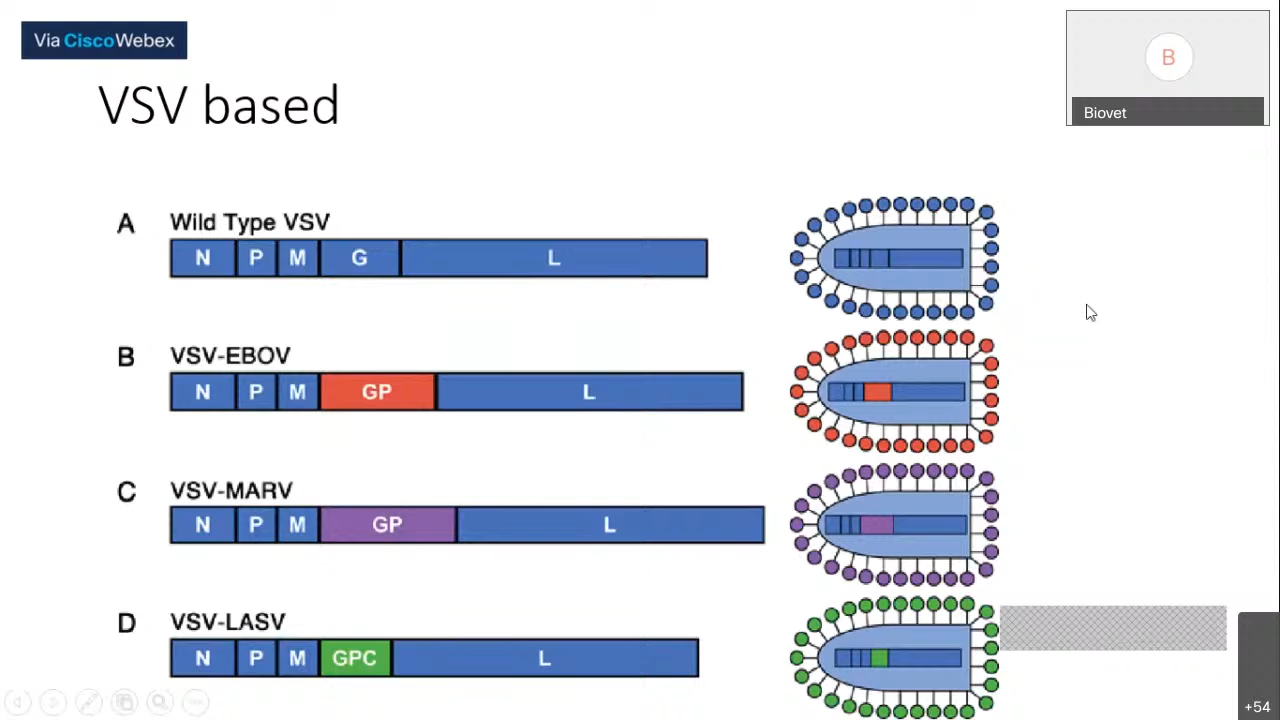 Via CiscoWebex
B
Biovet
VSV based
A
Wild Type VSV
N P M G L
B
VSV-EBOV
N P M GP L
C
VSV-MARV
N P M GP L
D
VSV-LASV
N P M GPC L
+54